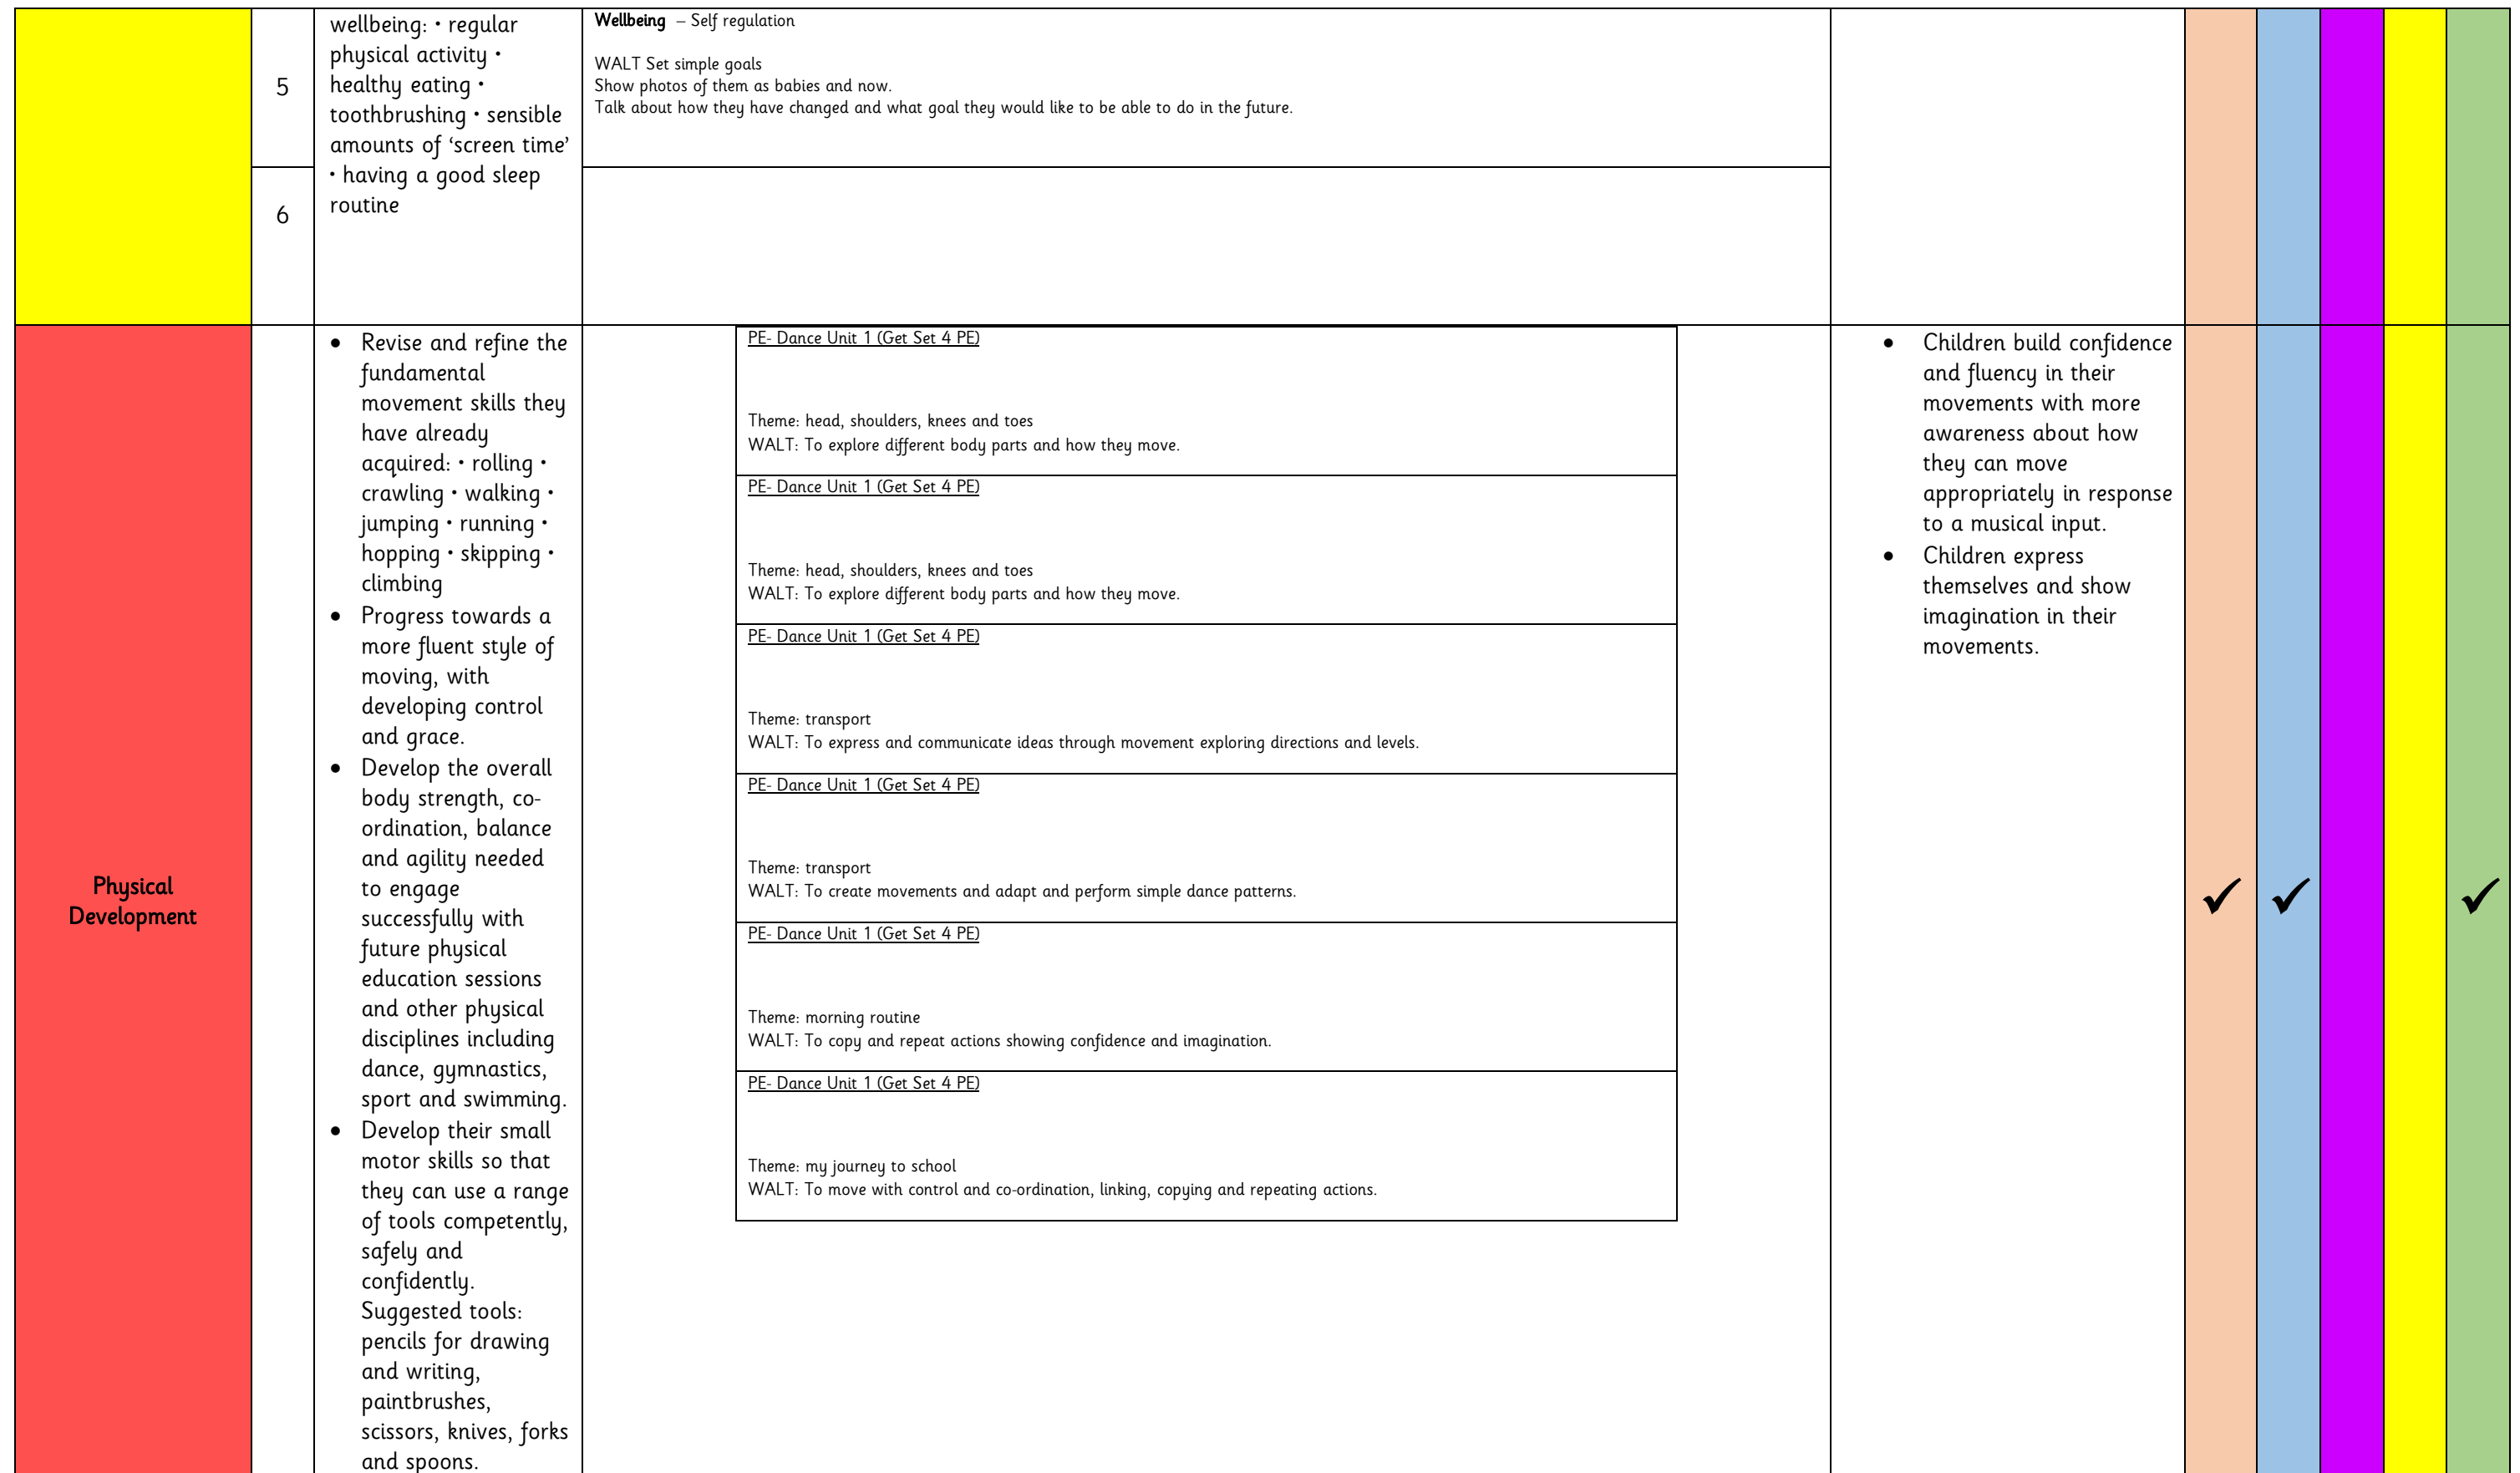 5
wellbeing: • regular
physical activity •
healthy eating •
toothbrushing • sensible
amounts of ‘screen time’
• having a good sleep
routine
Wellbeing – Self regulation
WALT Set simple goals
Show photos of them as babies and now.
Talk about how they have changed and what goal they would like to be able to do in the future.
6
Physical
Development
• Revise and refine the
fundamental
movement skills they
have already
acquired: • rolling •
crawling • walking •
jumping • running •
hopping • skipping •
climbing
• Progress towards a
more fluent style of
moving, with
developing control
and grace.
• Develop the overall
body strength, co-
ordination, balance
and agility needed
to engage
successfully with
future physical
education sessions
and other physical
disciplines including
dance, gymnastics,
sport and swimming.
• Develop their small
motor skills so that
they can use a range
of tools competently,
safely and
confidently.
Suggested tools:
pencils for drawing
and writing,
paintbrushes,
scissors, knives, forks
and spoons.
PE- Dance Unit 1 (Get Set 4 PE)
Theme: head, shoulders, knees and toes
WALT: To explore different body parts and how they move.
PE- Dance Unit 1 (Get Set 4 PE)
Theme: head, shoulders, knees and toes
WALT: To explore different body parts and how they move.
PE- Dance Unit 1 (Get Set 4 PE)
Theme: transport
WALT: To express and communicate ideas through movement exploring directions and levels.
PE- Dance Unit 1 (Get Set 4 PE)
Theme: transport
WALT: To create movements and adapt and perform simple dance patterns.
PE- Dance Unit 1 (Get Set 4 PE)
Theme: morning routine
WALT: To copy and repeat actions showing confidence and imagination.
PE- Dance Unit 1 (Get Set 4 PE)
Theme: my journey to school
WALT: To move with control and co-ordination, linking, copying and repeating actions.
• Children build confidence
and fluency in their
movements with more
awareness about how
they can move
appropriately in response
to a musical input.
• Children express
themselves and show
imagination in their
movements.
✓ ✓ ✓